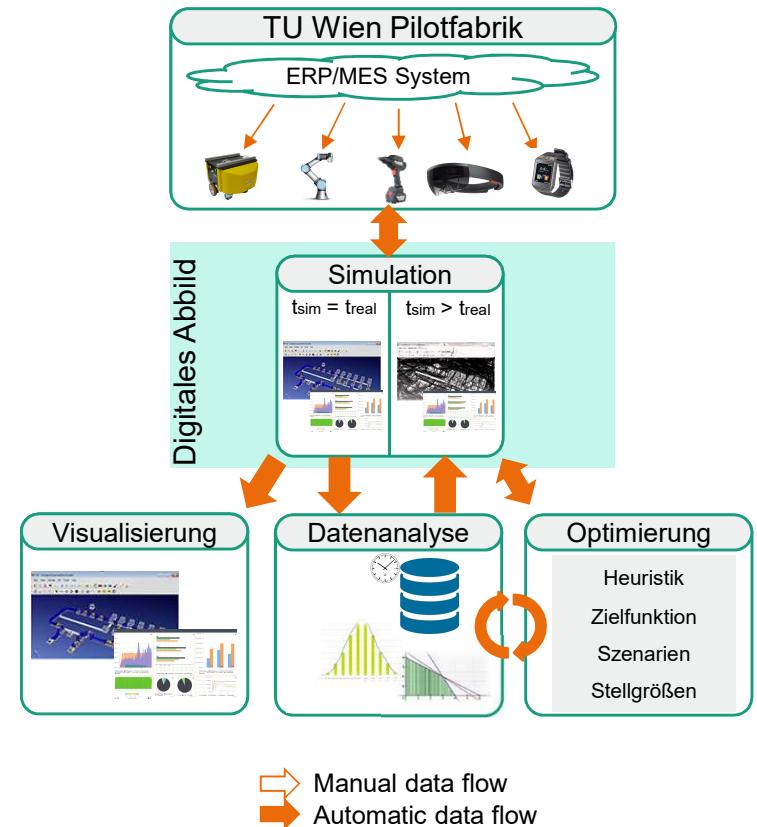 TU Wien Pilotfabrik
ERP/MES System
Digitales Abbild
Simulation
tsim = treal
tsim > treal
Visualisierung
Datenanalyse
Optimierung
Heuristik
Zielfunktion
Szenarien
Stellgrößen
Manual data flow
Automatic data flow